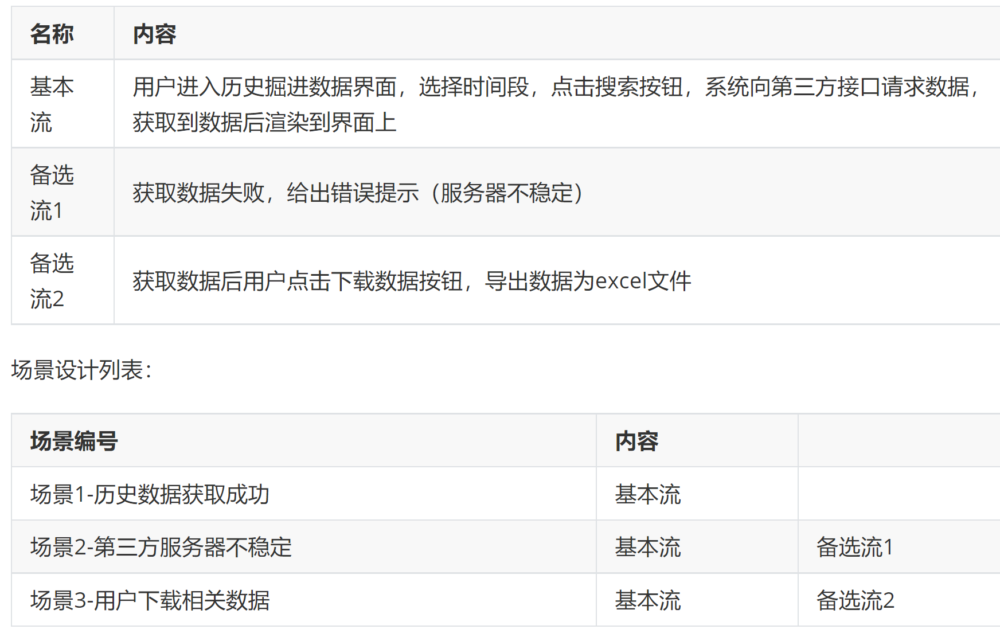 名称 内容
基本 用户进入历史掘进数据界面，选择时间段，点击搜索按钮，系统向第三方接口请求数据，
流 获取到数据后渲染到界面上
备选
流1
获取数据失败，给出错误提示（服务器不稳定）
备选
流2
获取数据后用户点击下载数据按钮，导出数据为excel文件
场景设计列表：
场景编号 内容
场景1-历史数据获取成功 基本流
场景2-第三方服务器不稳定 基本流 备选流1
场景3-用户下载相关数据 基本流 备选流2